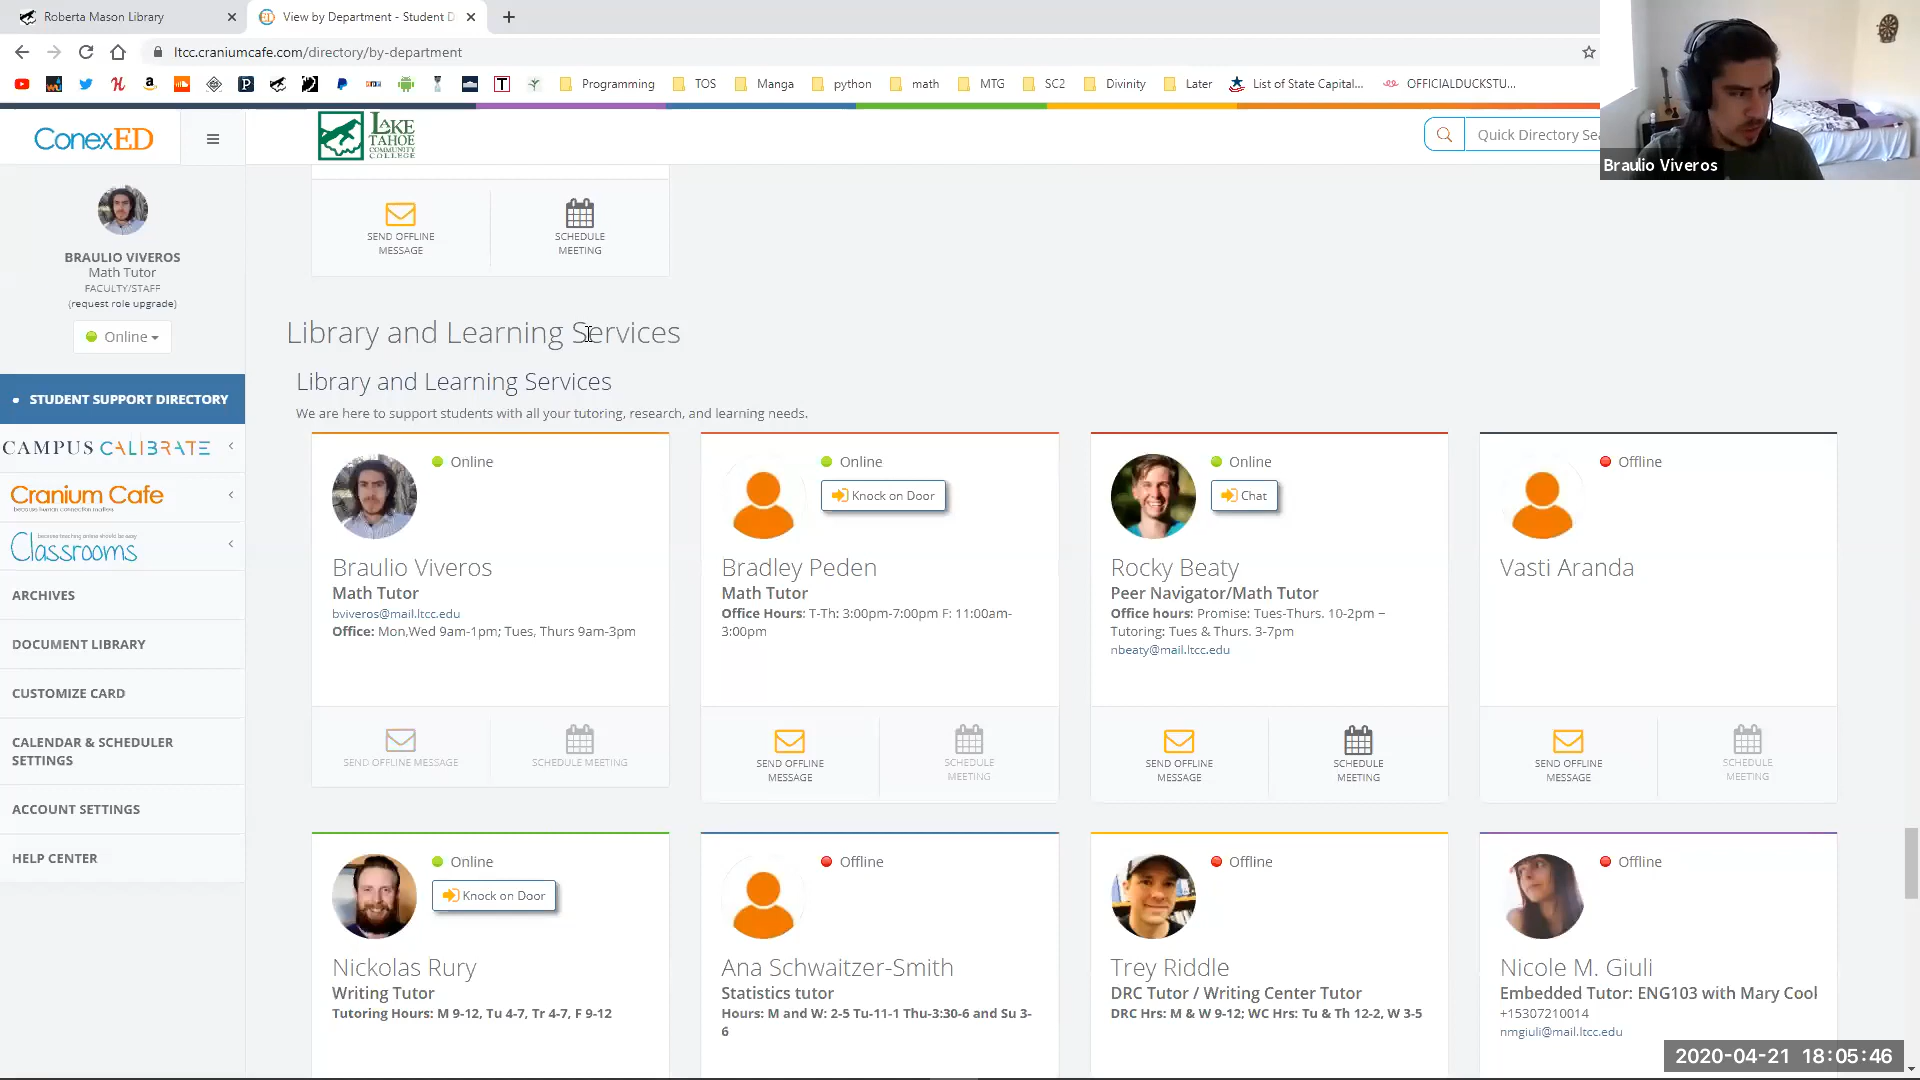 Roberta Mason Library
View by Department - Student D
ltcc.craniumcafe.com/directory/by-department
Programming
TOS
Manga
python
math
MTG
SC2
Divinity
Later
List of State Capital...
OFFICIALDUCKSTU...
ConexED
LAKE TAHOE
COMMUNITY
COLLEGE
Quick Directory Sea
Braulio Viveros
BRAULIO VIVEROS
Math Tutor
FACULTY/STAFF
(request role upgrade)
Online
STUDENT SUPPORT DIRECTORY
CAMPUS CALIBRATE
Cranium Cafe
because human connection matters
Classrooms
because teaching online should be easy
ARCHIVES
DOCUMENT LIBRARY
CUSTOMIZE CARD
CALENDAR & SCHEDULER
SETTINGS
ACCOUNT SETTINGS
HELP CENTER
SEND OFFLINE
MESSAGE
SCHEDULE
MEETING
Library and Learning Services
Library and Learning Services
We are here to support students with all your tutoring, research, and learning needs.
Online
Braulio Viveros
Math Tutor
bviveros@mail.ltcc.edu
Office: Mon,Wed 9am-1pm; Tues, Thurs 9am-3pm
SEND OFFLINE MESSAGE
SCHEDULE MEETING
Online
Knock on Door
Bradley Peden
Math Tutor
Office Hours: T-Th: 3:00pm-7:00pm F: 11:00am-
3:00pm
SEND OFFLINE
MESSAGE
SCHEDULE
MEETING
Online
Chat
Rocky Beaty
Peer Navigator/Math Tutor
Office hours: Promise: Tues-Thurs. 10-2pm ~
Tutoring: Tues & Thurs. 3-7pm
nbeaty@mail.ltcc.edu
SEND OFFLINE
MESSAGE
SCHEDULE
MEETING
Offline
Vasti Aranda
SEND OFFLINE
MESSAGE
SCHEDULE
MEETING
Online
Knock on Door
Nickolas Rury
Writing Tutor
Tutoring Hours: M 9-12, Tu 4-7, Tr 4-7, F 9-12
Offline
Ana Schwaitzer-Smith
Statistics tutor
Hours: M and W: 2-5 Tu-11-1 Thu-3:30-6 and Su 3-
6
Offline
Trey Riddle
DRC Tutor / Writing Center Tutor
DRC Hrs: M & W 9-12; WC Hrs: Tu & Th 12-2, W 3-5
Offline
Nicole M. Giuli
Embedded Tutor: ENG103 with Mary Cool
+15307210014
nmgiuli@mail.ltcc.edu
2020-04-21 18:05:46